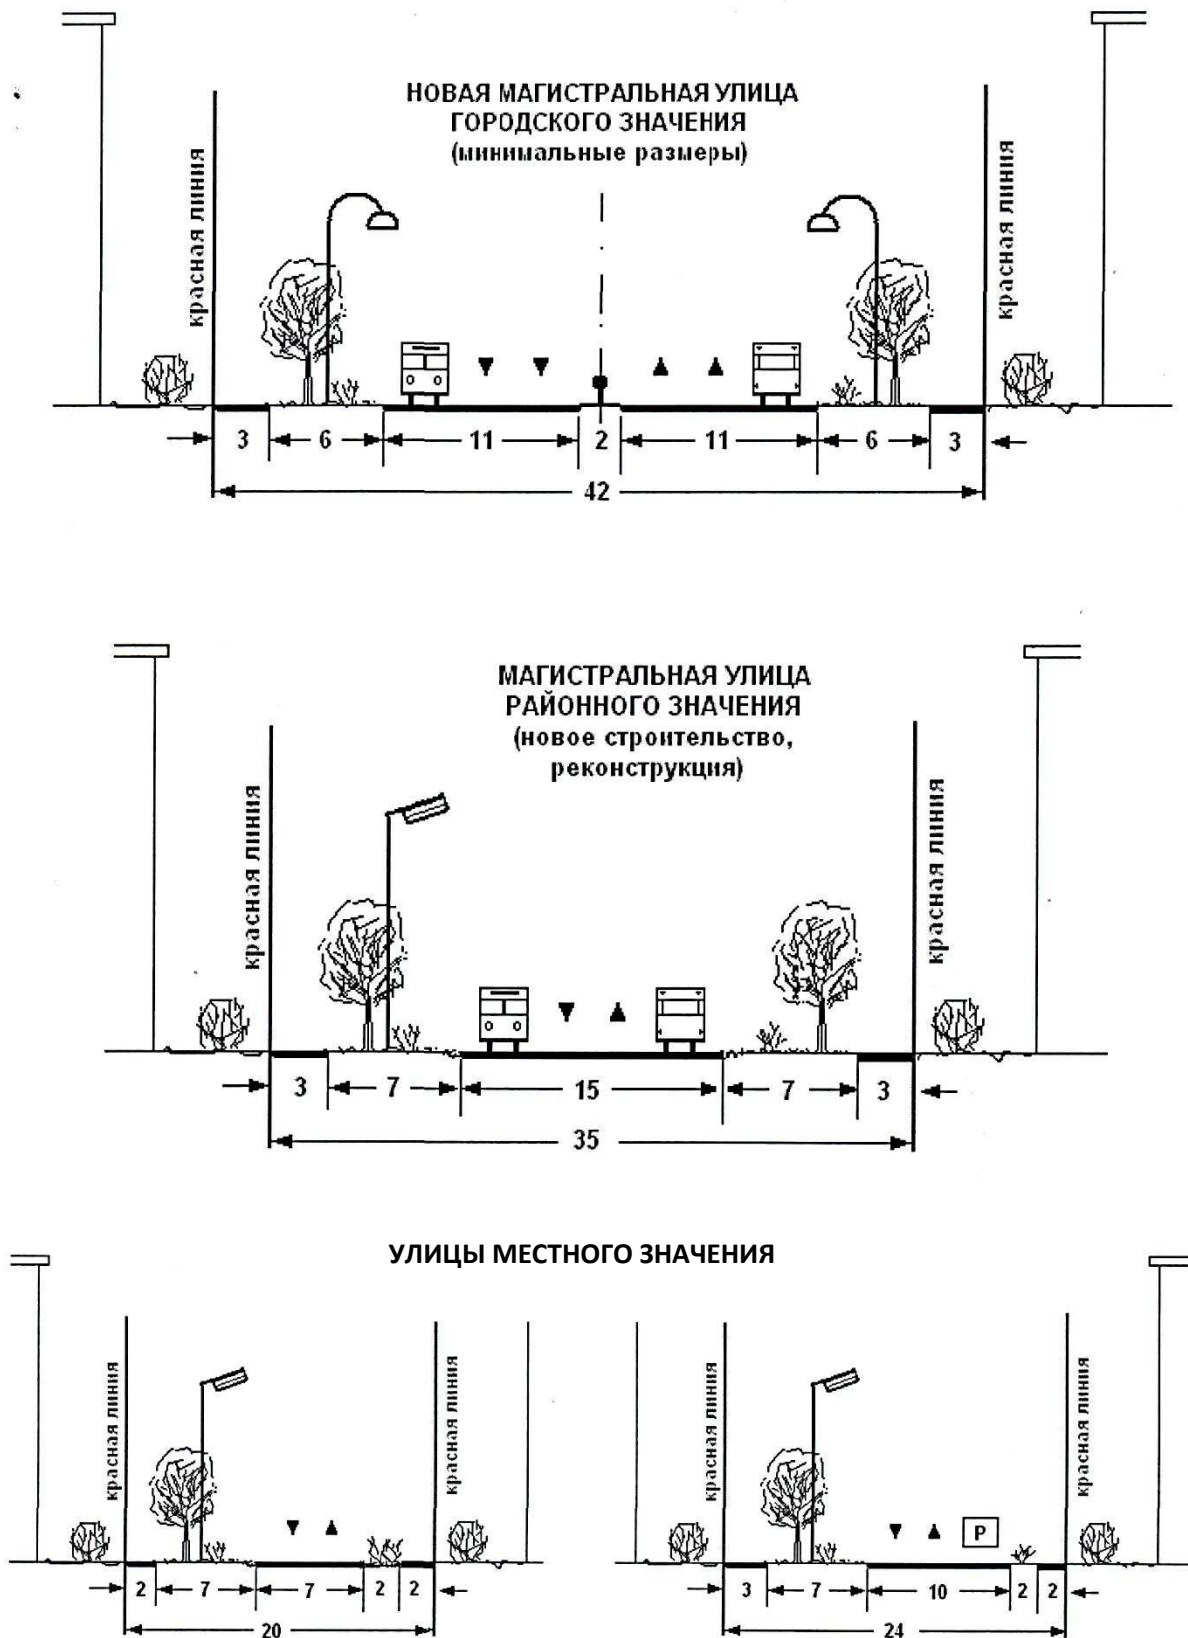 НОВАЯ МАГИСТРАЛЬНАЯ УЛИЦА
ГОРОДСКОГО ЗНАЧЕНИЯ
(минимальные размеры)
красная линия
красная линия
3 6 11 2 11 6 3
42
МАГИСТРАЛЬНАЯ УЛИЦА
РАЙОННОГО ЗНАЧЕНИЯ
(новое строительство,
реконструкция)
красная линия
красная линия
3 7 15 7 3
35
УЛИЦЫ МЕСТНОГО ЗНАЧЕНИЯ
красная линия
красная линия
2 7 7 2 2
20
красная линия
красная линия
P
3 7 10 2 2
24